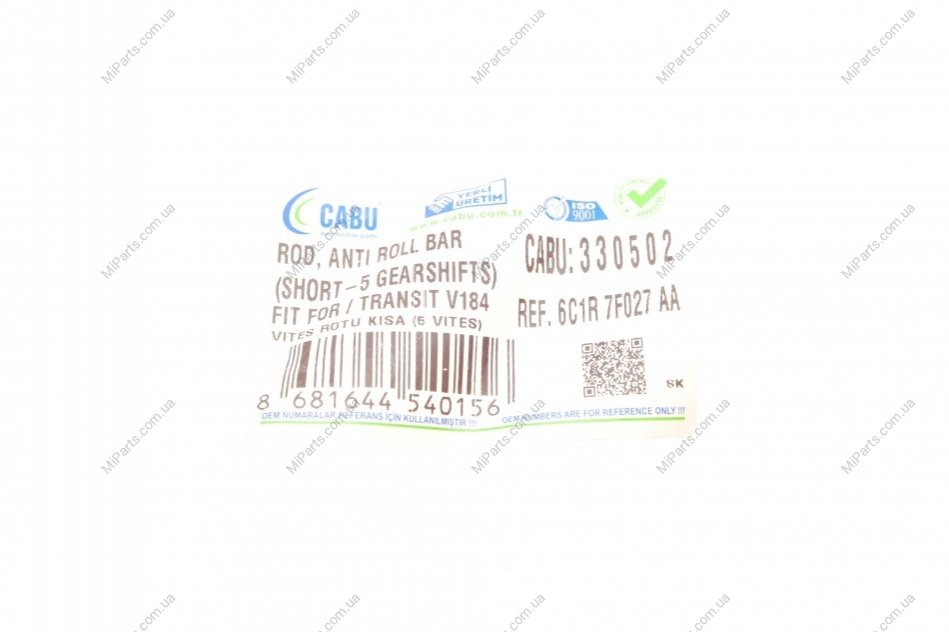 CABU
YERLİ
ÜRETİM
www.cabu.com.tr
ISO
9001
ROD, ANTI ROLL BAR
(SHORT-5 GEARSHIFTS)
FIT FOR / TRANSIT V184
VITES ROTU KISA (5 VITES)
CABU: 330502
REF. 6C1R 7F027 AA
SK
8 681644 540156
OEM NUMARALAR REFERANS İÇİN KULLANILMIŞTIR !!!
OEM NUMBERS ARE FOR REFERENCE ONLY !!!
MiParts.com.ua